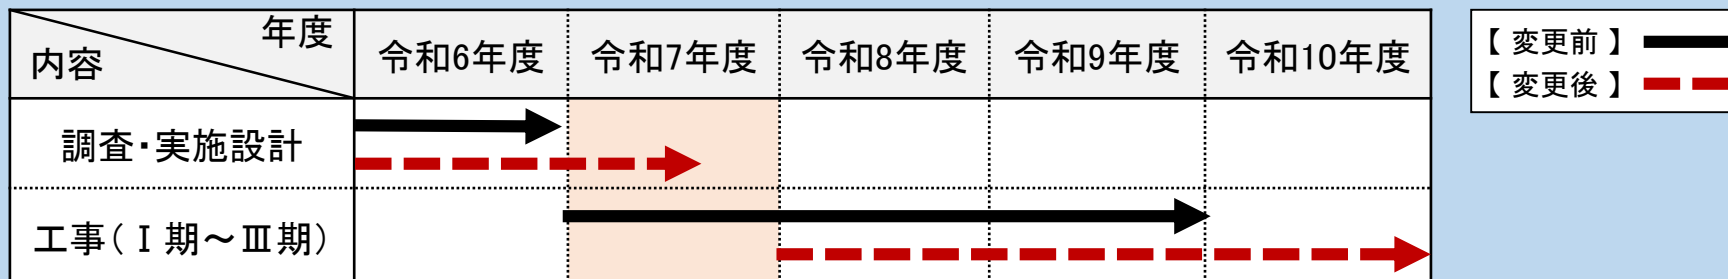 年度
内容
令和6年度 令和7年度 令和8年度 令和9年度 令和10年度
調査・実施設計
工事(Ⅰ期～Ⅲ期)
【変更前】
【変更後】